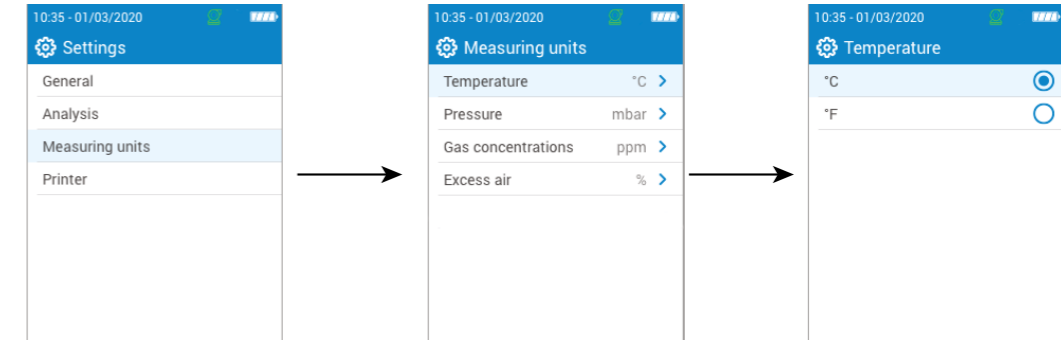 10:35 - 01/03/2020
Settings
General
Analysis
Measuring units
Printer
10:35 - 01/03/2020
Measuring units
Temperature °C
Pressure mbar
Gas concentrations ppm
Excess air %
10:35 - 01/03/2020
Temperature
°C
°F